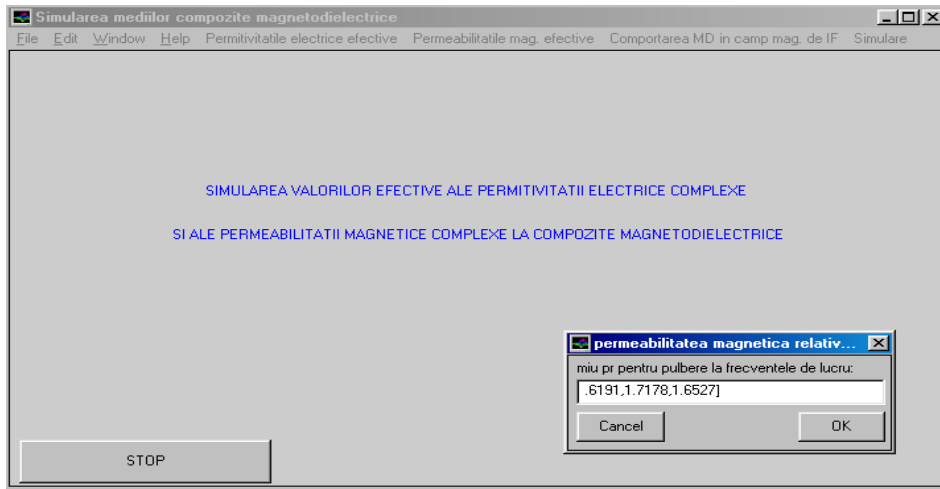 Simularea mediilor compozite magnetodielectrice
File Edit Window Help Permitivitatile electrice efective Permeabilitatile mag. efective Comportarea MD in camp mag. de IF Simulare
SIMULAREA VALORILOR EFECTIVE ALE PERMITIVITATII ELECTRICE COMPLEXE
SI ALE PERMEABILITATII MAGNETICE COMPLEXE LA COMPOZITE MAGNETODIELECTRICE
permeabilitatea magnetica relativ...
miu pr pentru pulbere la frecventele de lucru:
.6191,1.7178,1.6527]
Cancel OK
STOP